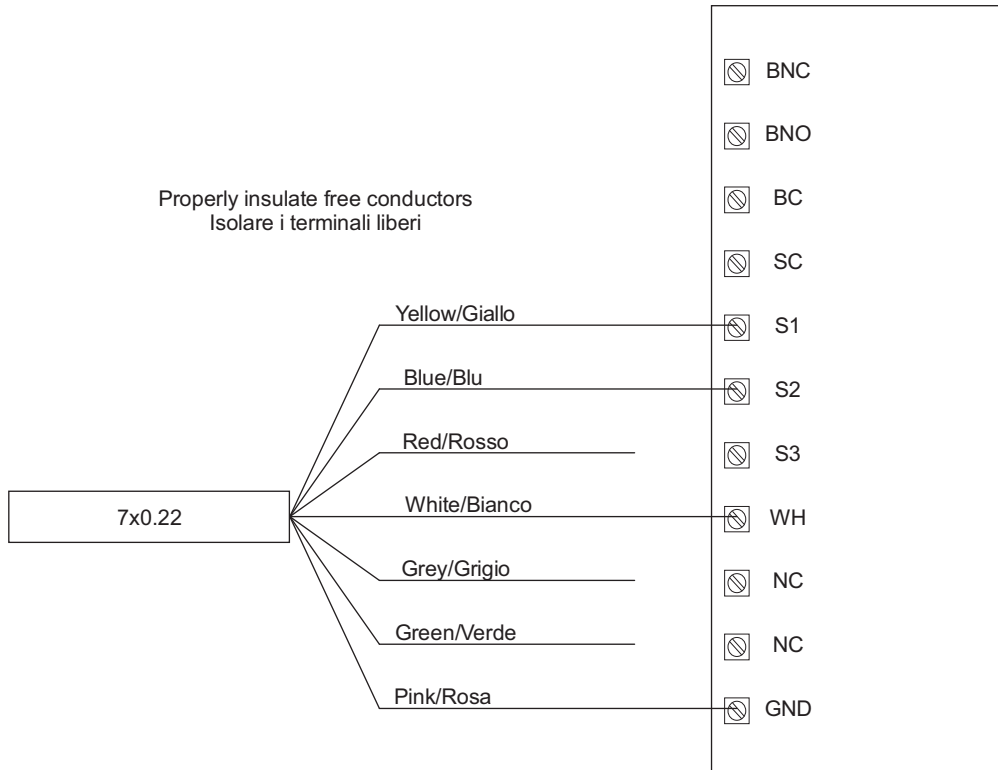 BNC
BNO
Properly insulate free conductors
Isolare i terminali liberi
BC
SC
Yellow/Giallo
S1
Blue/Blu
S2
Red/Rosso
S3
7x0.22
White/Bianco
WH
Grey/Grigio
NC
Green/Verde
NC
Pink/Rosa
GND